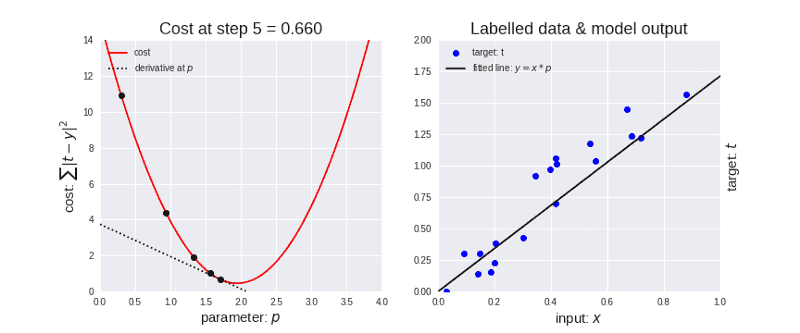 Cost at step 5 = 0.660
14
12
10
8
6
4
2
0
cost
derivative at p
cost: ∑|t − y|²
0.0 0.5 1.0 1.5 2.0 2.5 3.0 3.5 4.0
parameter: p
Labelled data & model output
2.00
1.75
1.50
1.25
1.00
0.75
0.50
0.25
0.00
target: t
fitted line: y = x * p
0.0 0.2 0.4 0.6 0.8 1.0
input: x
target: t